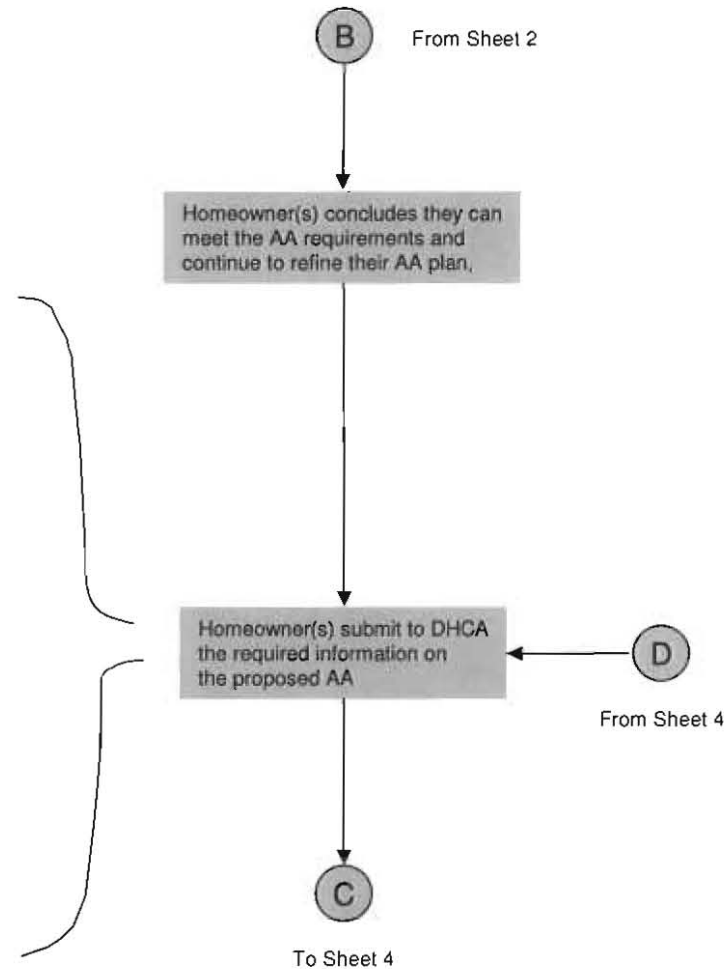 B
From Sheet 2
Homeowner(s) concludes they can
meet the AA requirements and
continue to refine their AA plan,
Homeowner(s) submit to DHCA
the required information on
the proposed AA
D
From Sheet 4
C
To Sheet 4